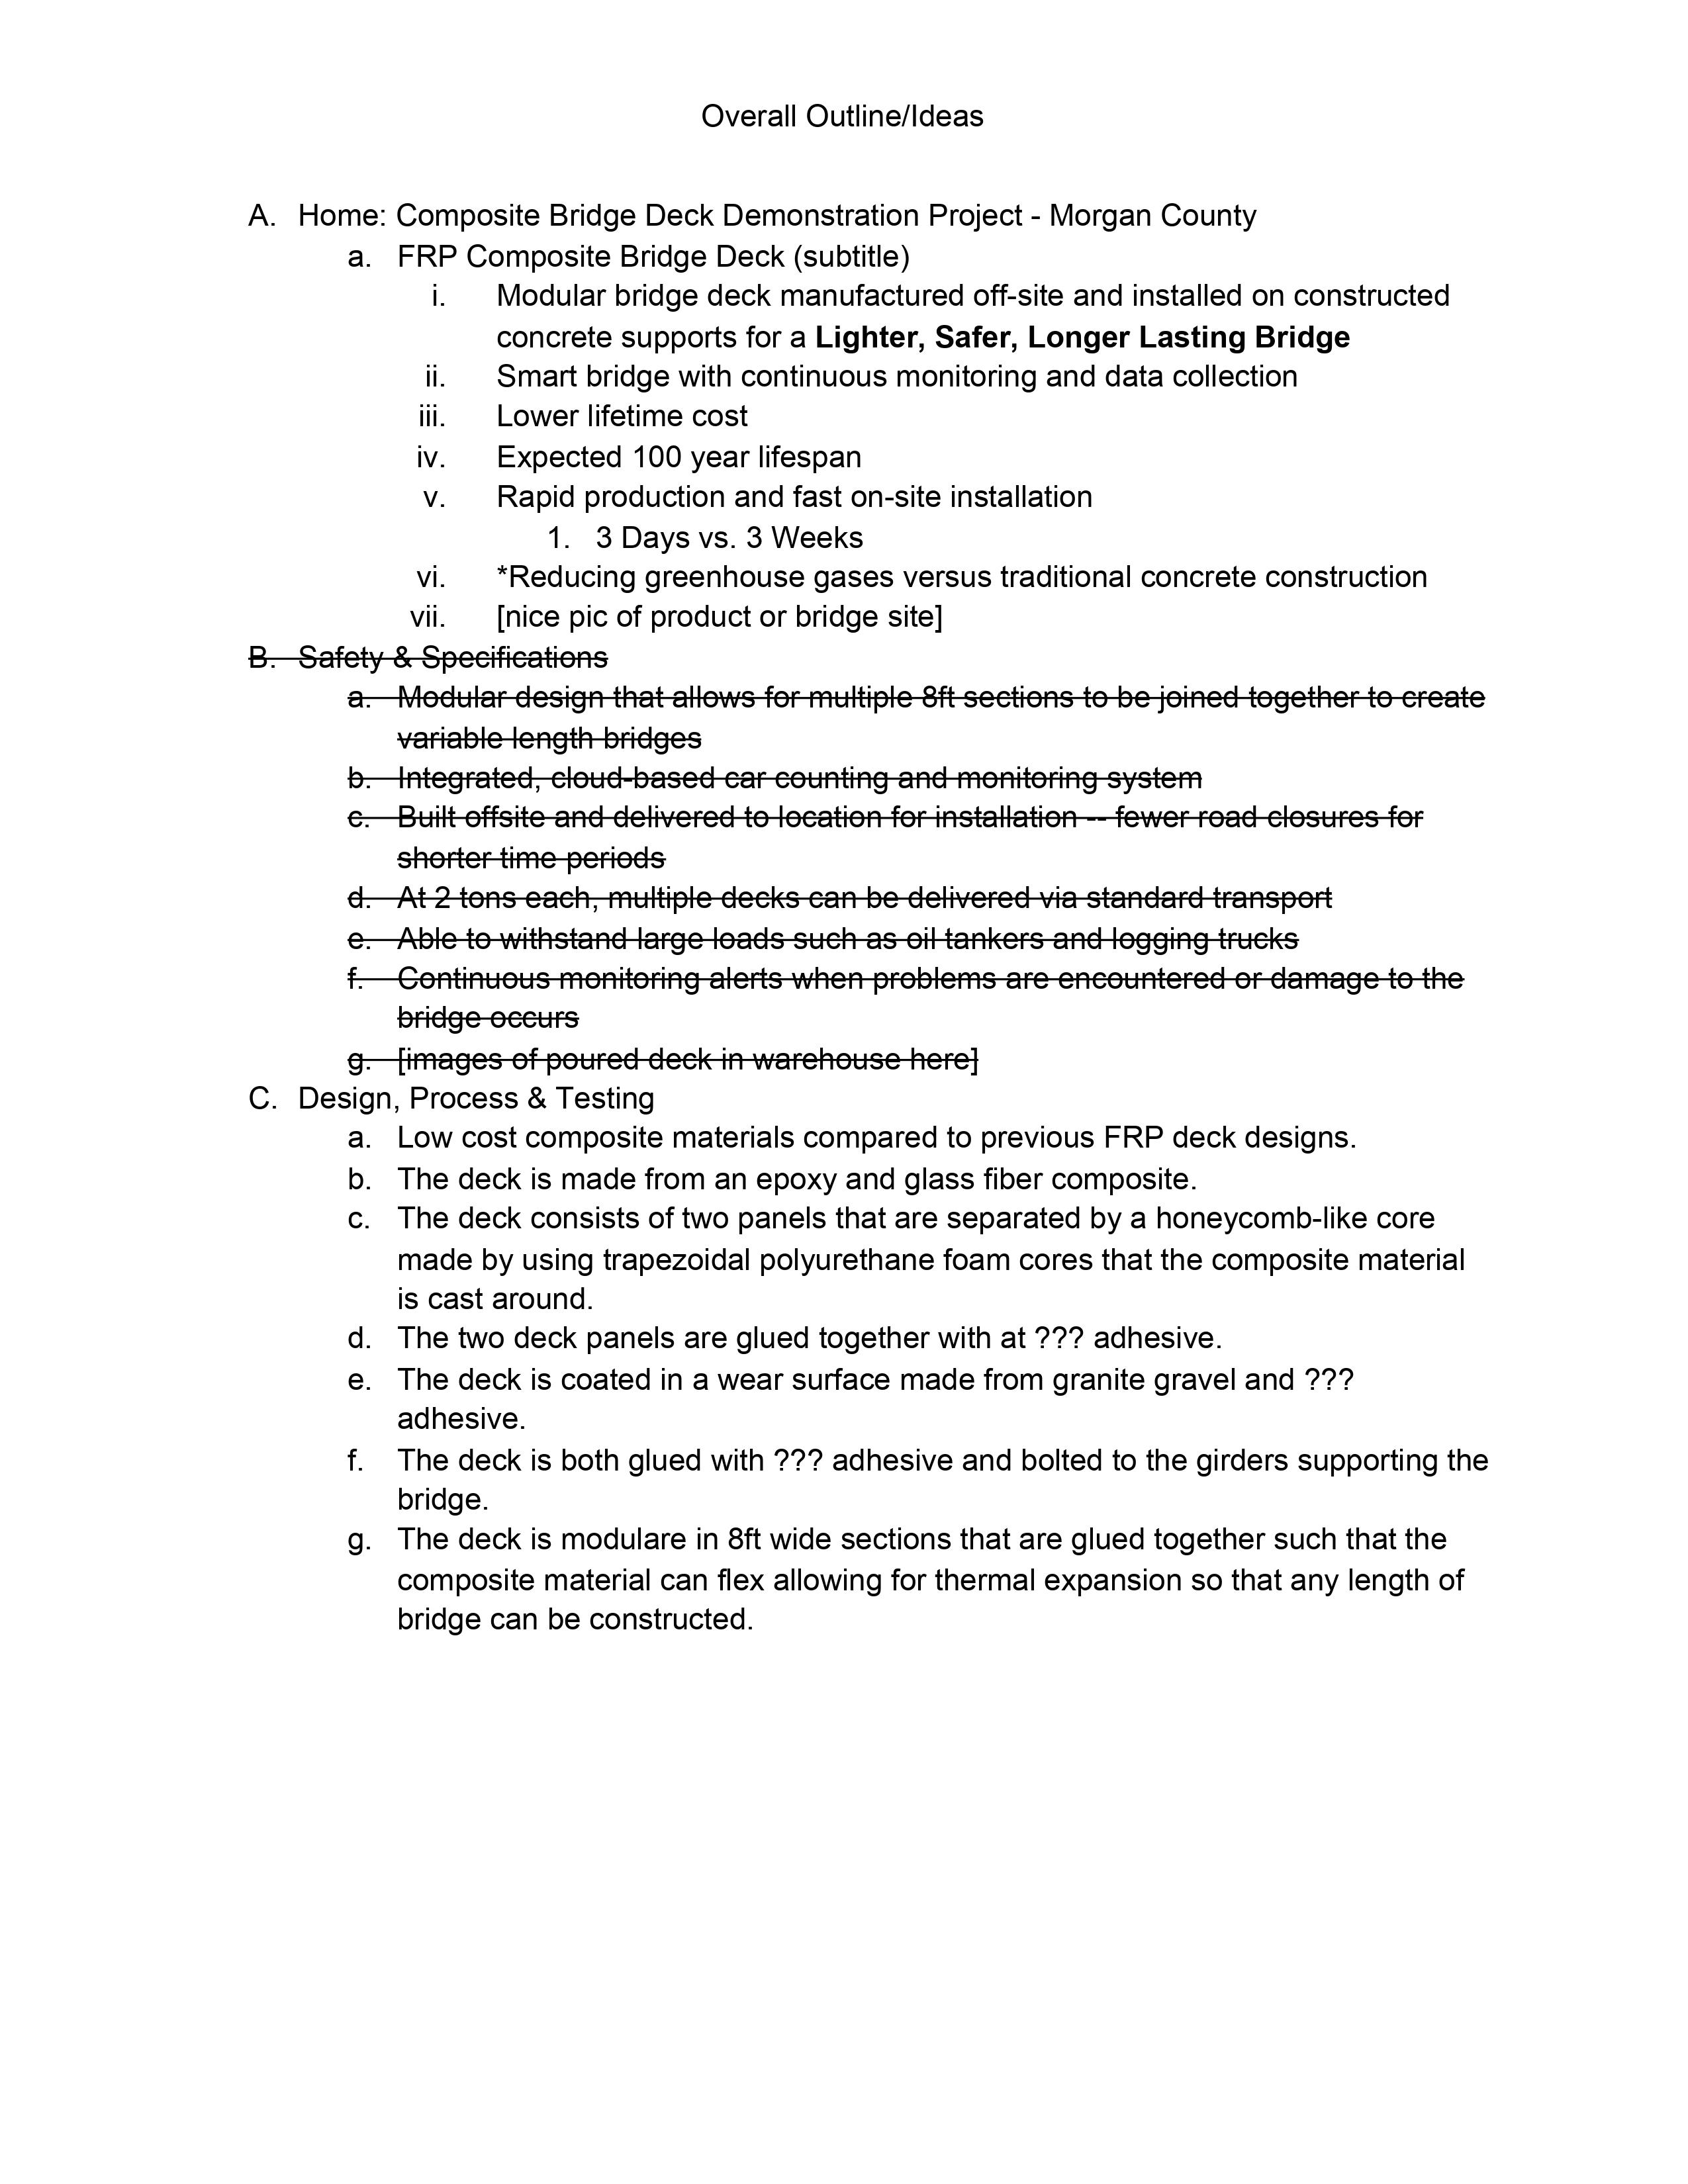 Overall Outline/Ideas
A. Home: Composite Bridge Deck Demonstration Project - Morgan County
a. FRP Composite Bridge Deck (subtitle)
i. Modular bridge deck manufactured off-site and installed on constructed
concrete supports for a Lighter, Safer, Longer Lasting Bridge
ii. Smart bridge with continuous monitoring and data collection
iii. Lower lifetime cost
iv. Expected 100 year lifespan
v. Rapid production and fast on-site installation
1. 3 Days vs. 3 Weeks
vi. *Reducing greenhouse gases versus traditional concrete construction
vii. [nice pic of product or bridge site]
B. Safety & Specifications
a. Modular design that allows for multiple 8ft sections to be joined together to create
variable length bridges
b. Integrated, cloud-based car counting and monitoring system
c. Built offsite and delivered to location for installation -- fewer road closures for
shorter time periods
d. At 2 tons each, multiple decks can be delivered via standard transport
e. Able to withstand large loads such as oil tankers and logging trucks
f. Continuous monitoring alerts when problems are encountered or damage to the
bridge occurs
g. [images of poured deck in warehouse here]
C. Design, Process & Testing
a. Low cost composite materials compared to previous FRP deck designs.
b. The deck is made from an epoxy and glass fiber composite.
c. The deck consists of two panels that are separated by a honeycomb-like core
made by using trapezoidal polyurethane foam cores that the composite material
is cast around.
d. The two deck panels are glued together with at ??? adhesive.
e. The deck is coated in a wear surface made from granite gravel and ???
adhesive.
f. The deck is both glued with ??? adhesive and bolted to the girders supporting the
bridge.
g. The deck is modulare in 8ft wide sections that are glued together such that the
composite material can flex allowing for thermal expansion so that any length of
bridge can be constructed.